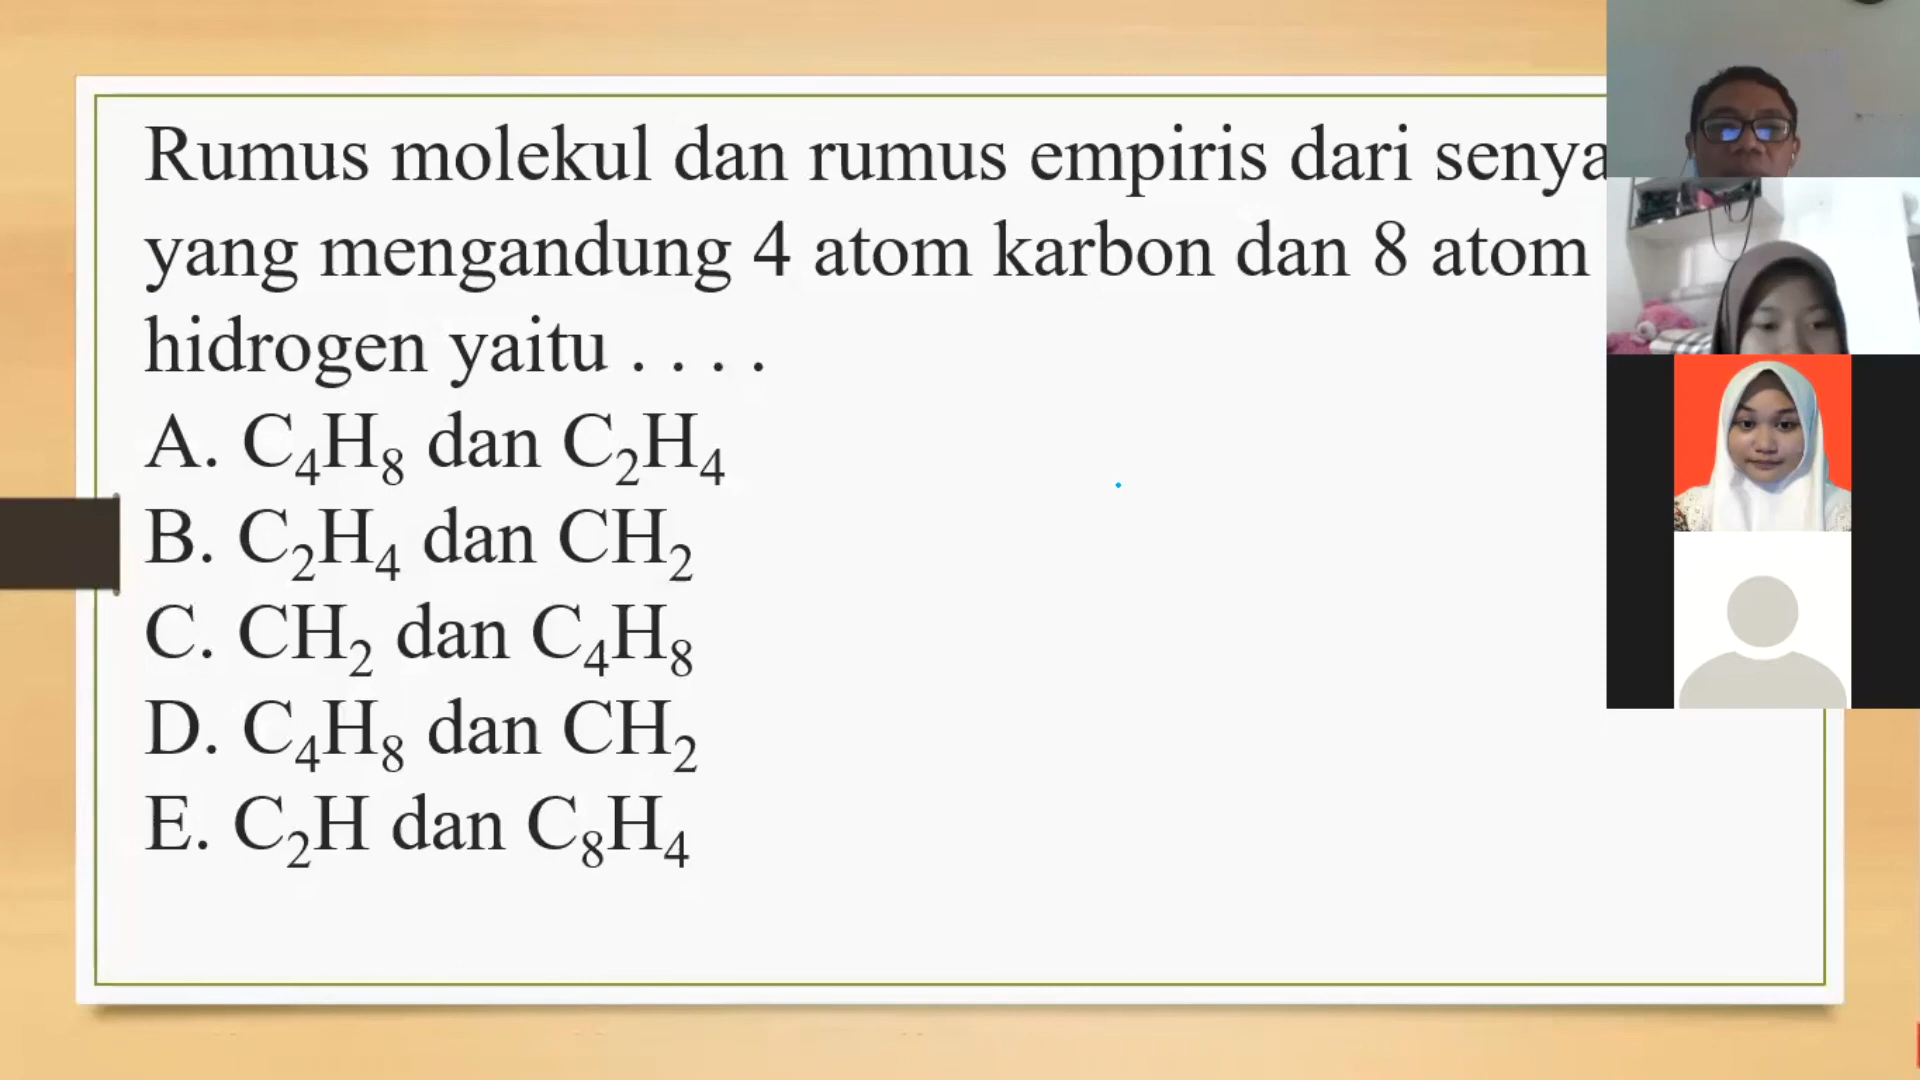 Rumus molekul dan rumus empiris dari
yang mengandung 4 atom karbon dan 8 atom
hidrogen yaitu . . . .
A. C₄H₈ dan C₂H₄
B. C₂H₄ dan CH₂
C. CH₂ dan C₄H₈
D. C₄H₈ dan CH₂
E. C₂H dan C₈H₄